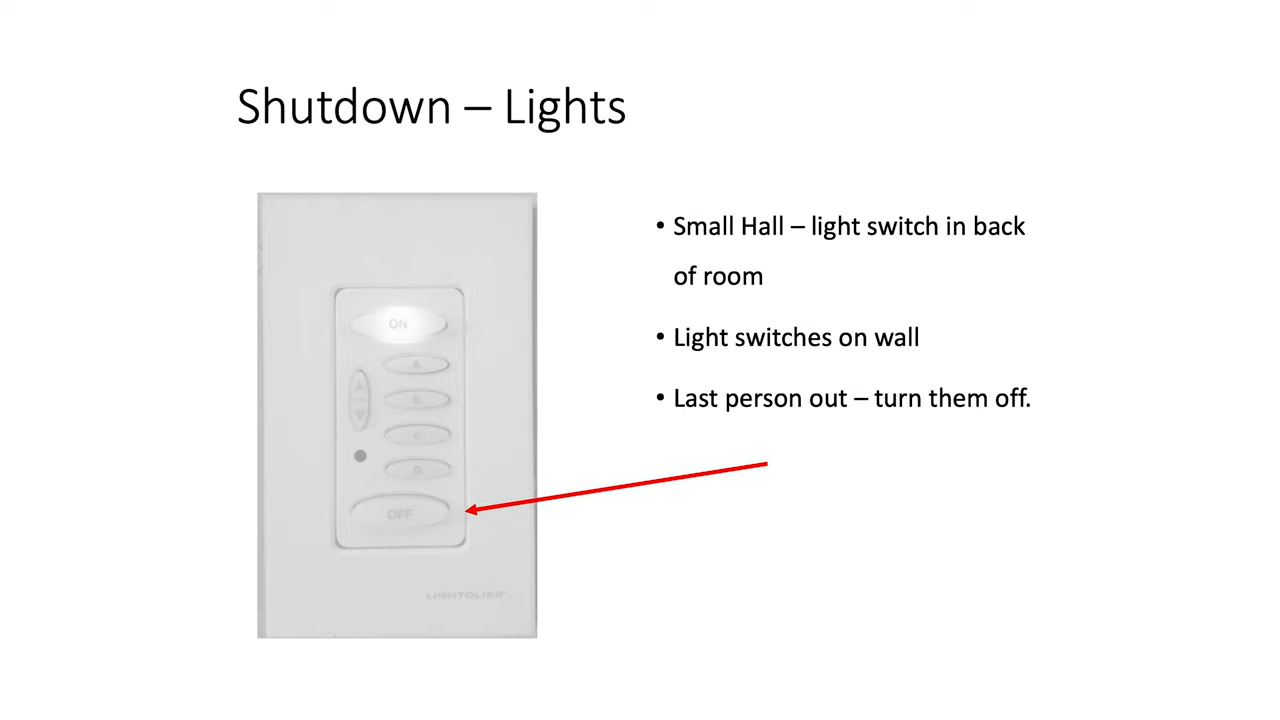 Shutdown – Lights
• Small Hall – light switch in back
of room
• Light switches on wall
• Last person out – turn them off.
ON
A
B
C
D
OFF
LIGHTOLIER